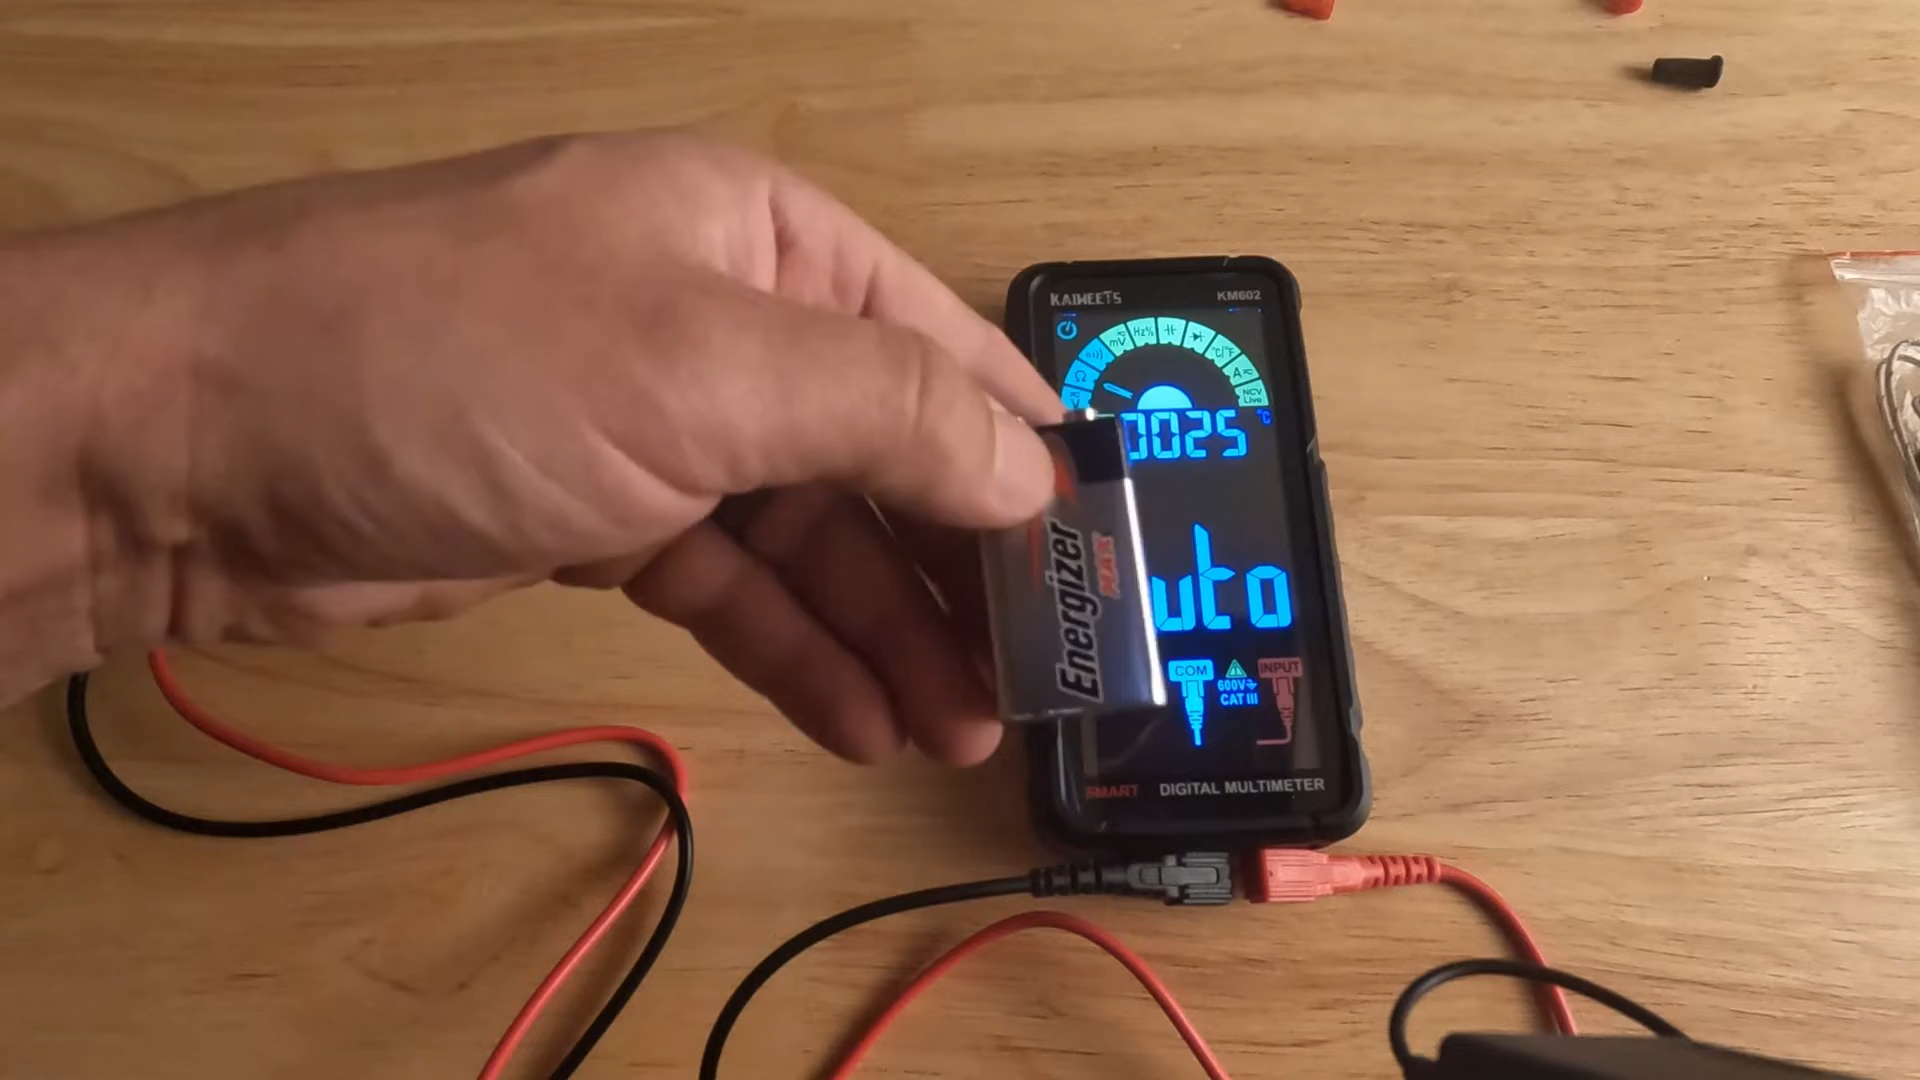 KAIWEETS
KM602
mV
Hz%
°C/°F
Ω
A
V
NCV
Live
0025 °C
Energizer
MAX
uto
COM
INPUT
600V
CAT III
SMART DIGITAL MULTIMETER